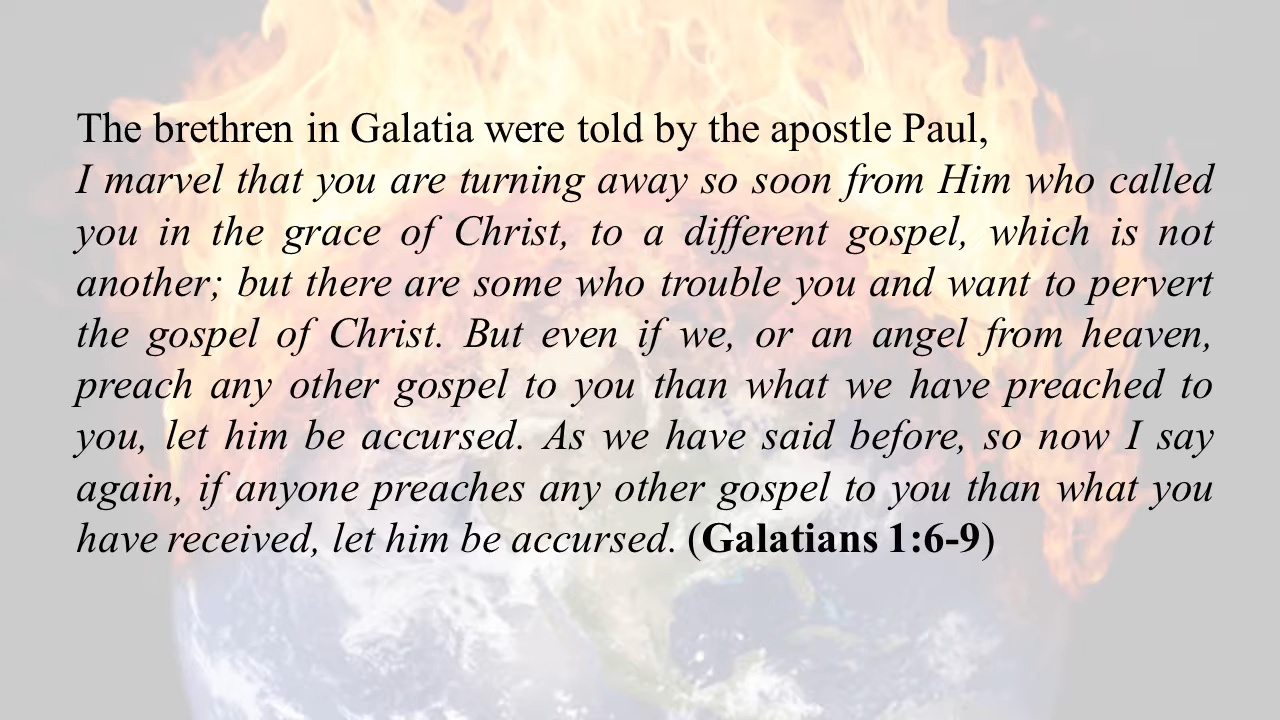 The brethren in Galatia were told by the apostle Paul,
I marvel that you are turning away so soon from Him who called
you in the grace of Christ, to a different gospel, which is not
another; but there are some who trouble you and want to pervert
the gospel of Christ. But even if we, or an angel from heaven,
preach any other gospel to you than what we have preached to
you, let him be accursed. As we have said before, so now I say
again, if anyone preaches any other gospel to you than what you
have received, let him be accursed. (Galatians 1:6-9)